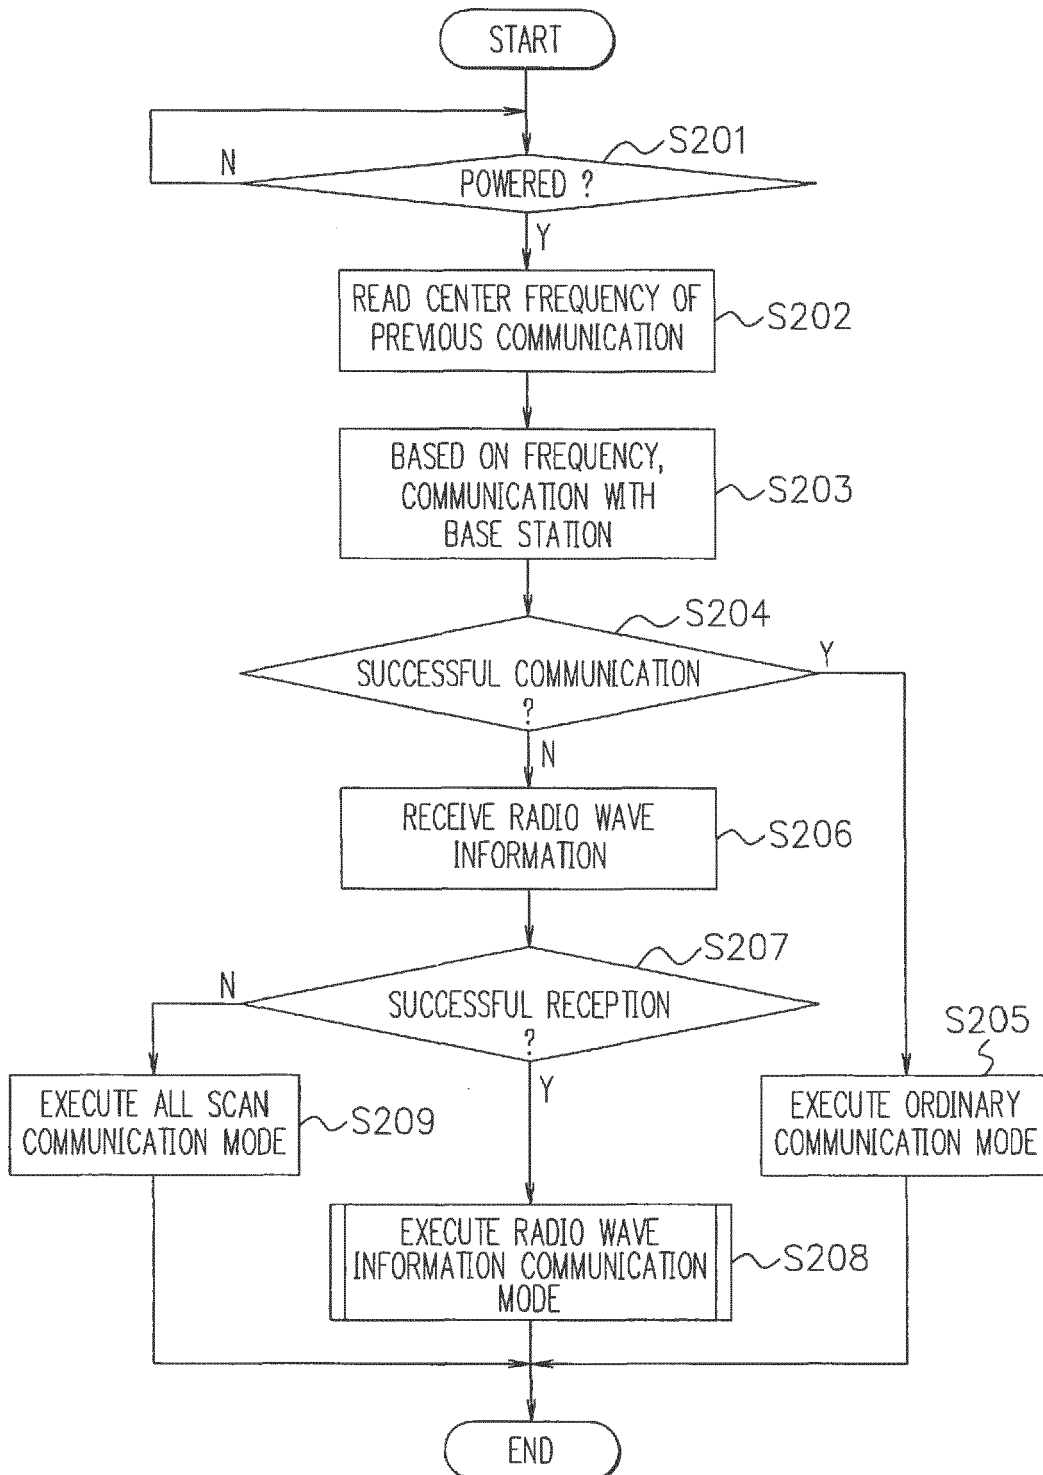 START
S201
N
POWERED ?
Y
READ CENTER FREQUENCY OF
PREVIOUS COMMUNICATION
S202
BASED ON FREQUENCY,
COMMUNICATION WITH
BASE STATION
S203
S204
SUCCESSFUL COMMUNICATION
?
Y
N
RECEIVE RADIO WAVE
INFORMATION
S206
S207
N
SUCCESSFUL RECEPTION
?
Y
S205
EXECUTE ALL SCAN
COMMUNICATION MODE
S209
EXECUTE ORDINARY
COMMUNICATION MODE
EXECUTE RADIO WAVE
INFORMATION COMMUNICATION
MODE
S208
END